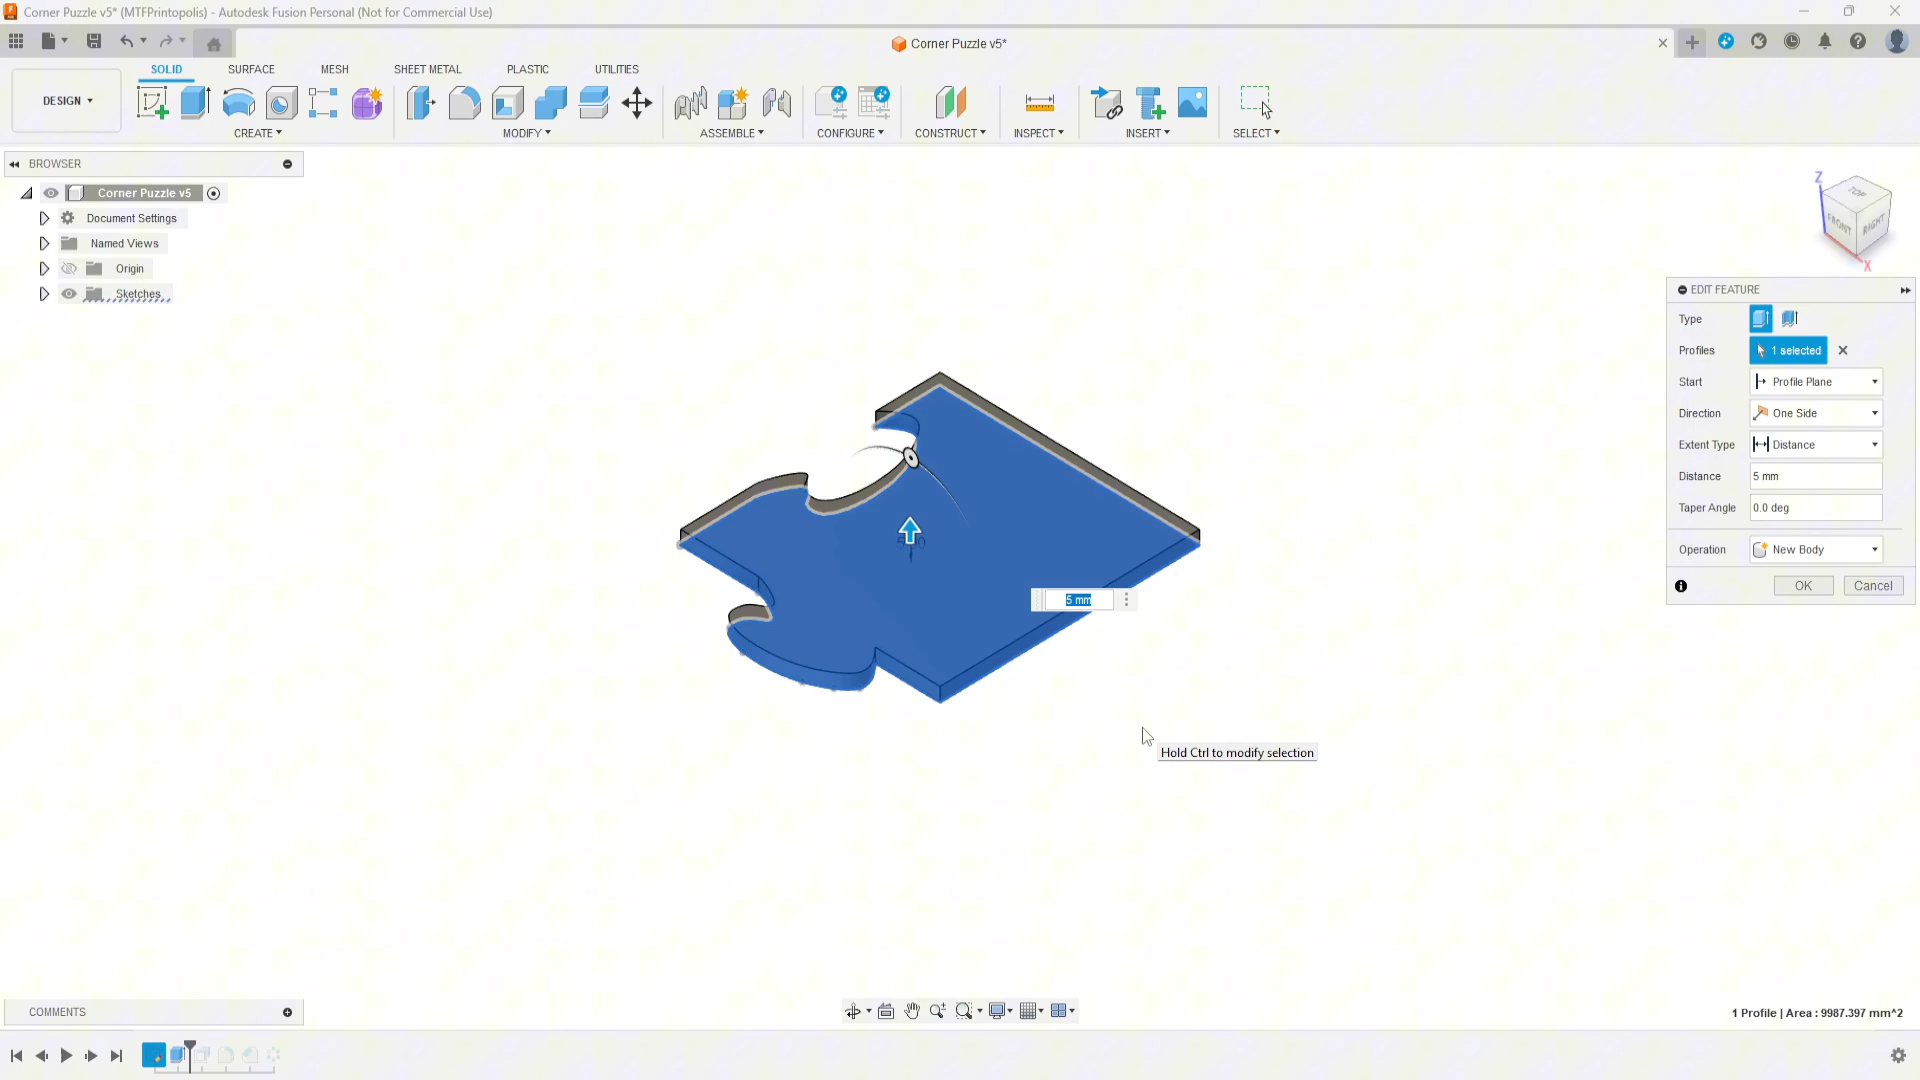 Corner Puzzle v5* (MTFPrintopolis) - Autodesk Fusion Personal (Not for Commercial Use)
Corner Puzzle v5*
DESIGN
SOLID
SURFACE
MESH
SHEET METAL
PLASTIC
UTILITIES
CREATE
MODIFY
ASSEMBLE
CONFIGURE
CONSTRUCT
INSPECT
INSERT
SELECT
BROWSER
Corner Puzzle v5
Document Settings
Named Views
Origin
Sketches
Z
TOP
FRONT
RIGHT
X
EDIT FEATURE
Type
Profiles 1 selected
Start Profile Plane
Direction One Side
Extent Type Distance
Distance 5 mm
Taper Angle 0.0 deg
Operation New Body
OK Cancel
5 mm
Hold Ctrl to modify selection
COMMENTS
1 Profile | Area : 9987.397 mm^2